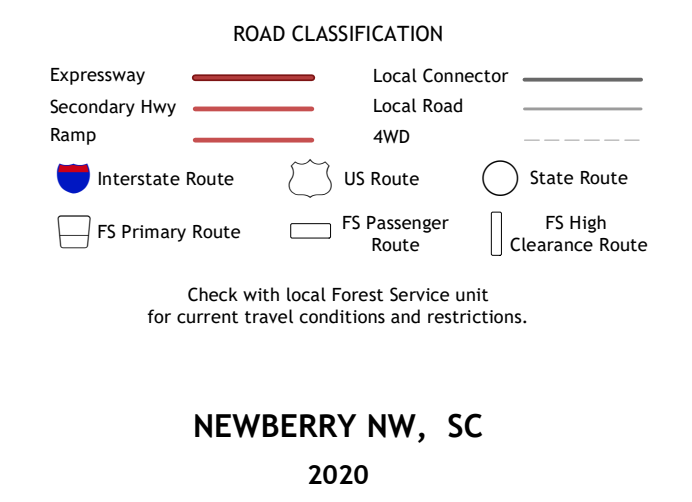 ROAD CLASSIFICATION
Expressway
Local Connector
Secondary Hwy
Local Road
Ramp
4WD
Interstate Route
US Route
State Route
FS Primary Route
FS Passenger
Route
FS High
Clearance Route
Check with local Forest Service unit
for current travel conditions and restrictions.
NEWBERRY NW, SC
2020